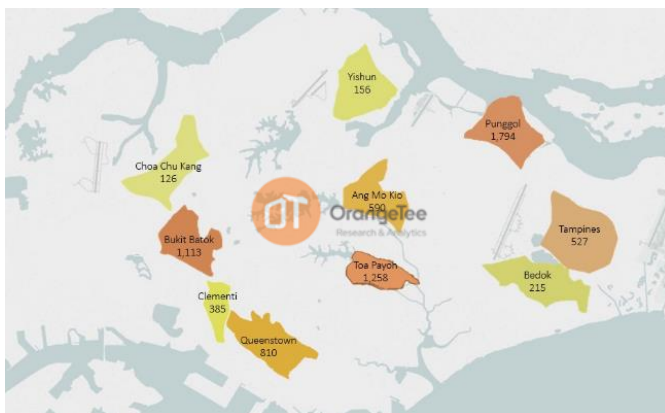 Yishun
156
Punggol
1,794
Choa Chu Kang
126
Ang Mo Kio
590
OrangeTee
Research & Analytics
Bukit Batok
1,113
Tampines
527
Toa Payoh
1,258
Bedok
215
Clementi
385
Queenstown
810